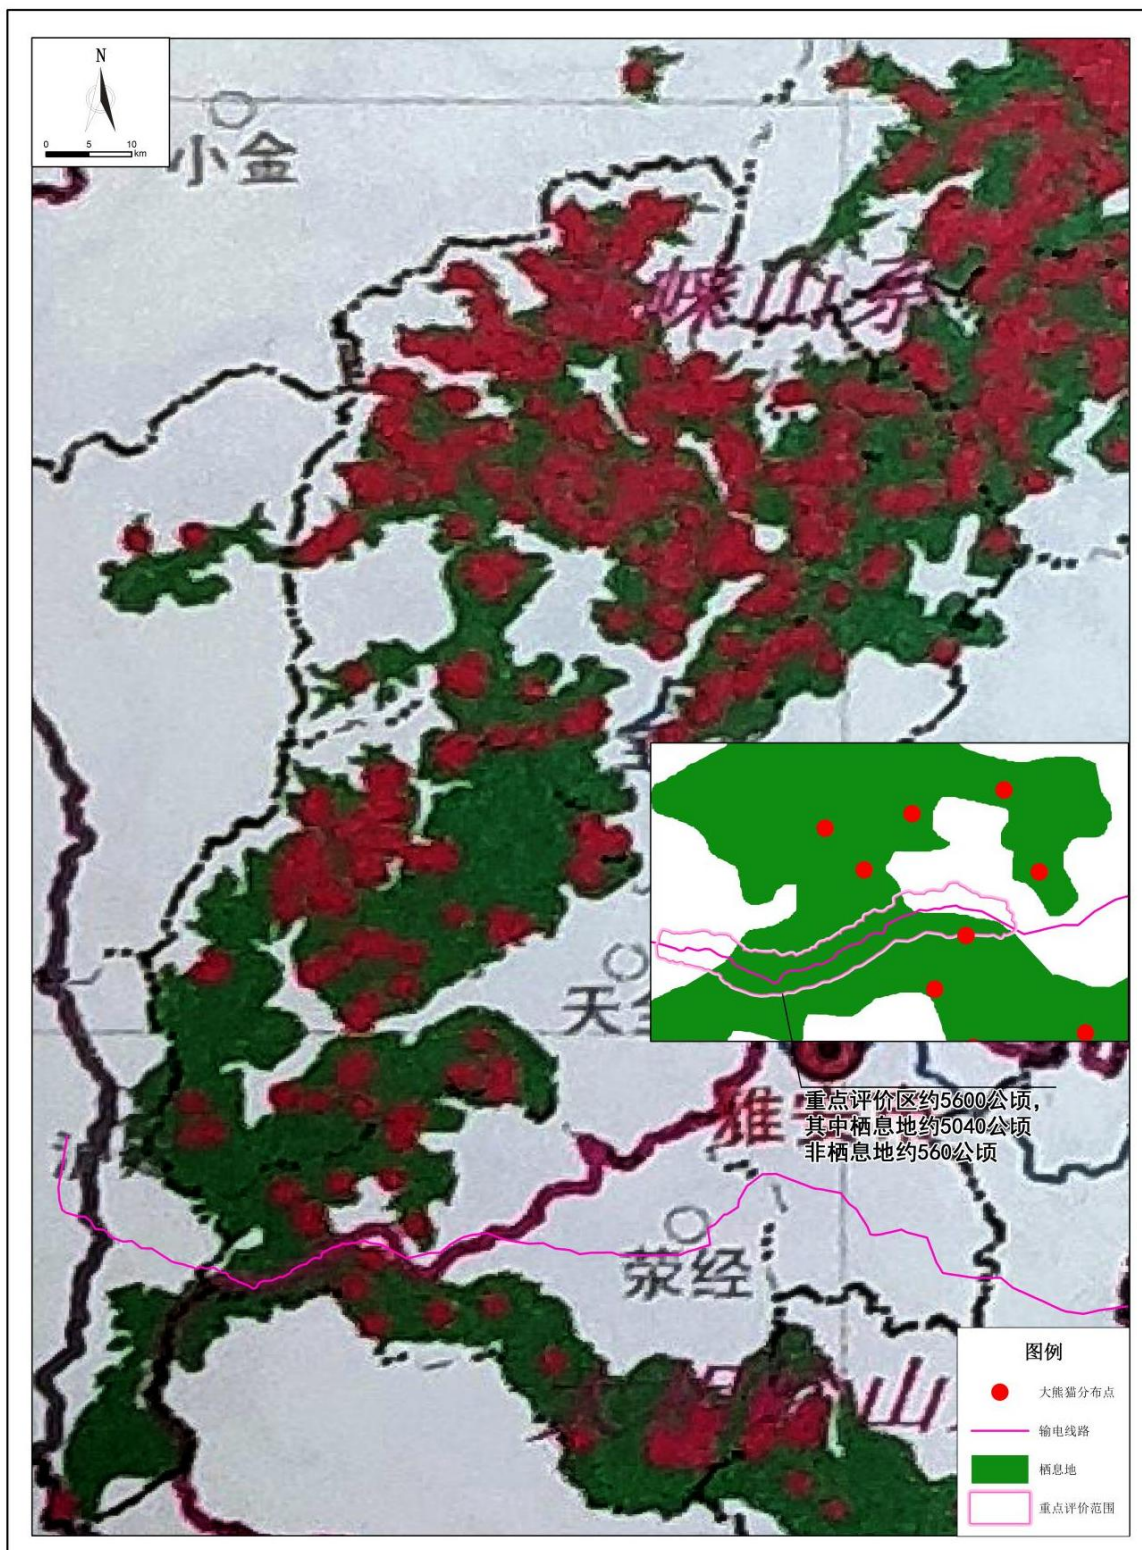 N
0 5 10
km
小金
崃山系
天全
重点评价区约5600公顷，
其中栖息地约5040公顷
非栖息地约560公顷
雅
荥经
山
图例
大熊猫分布点
输电线路
栖息地
重点评价范围